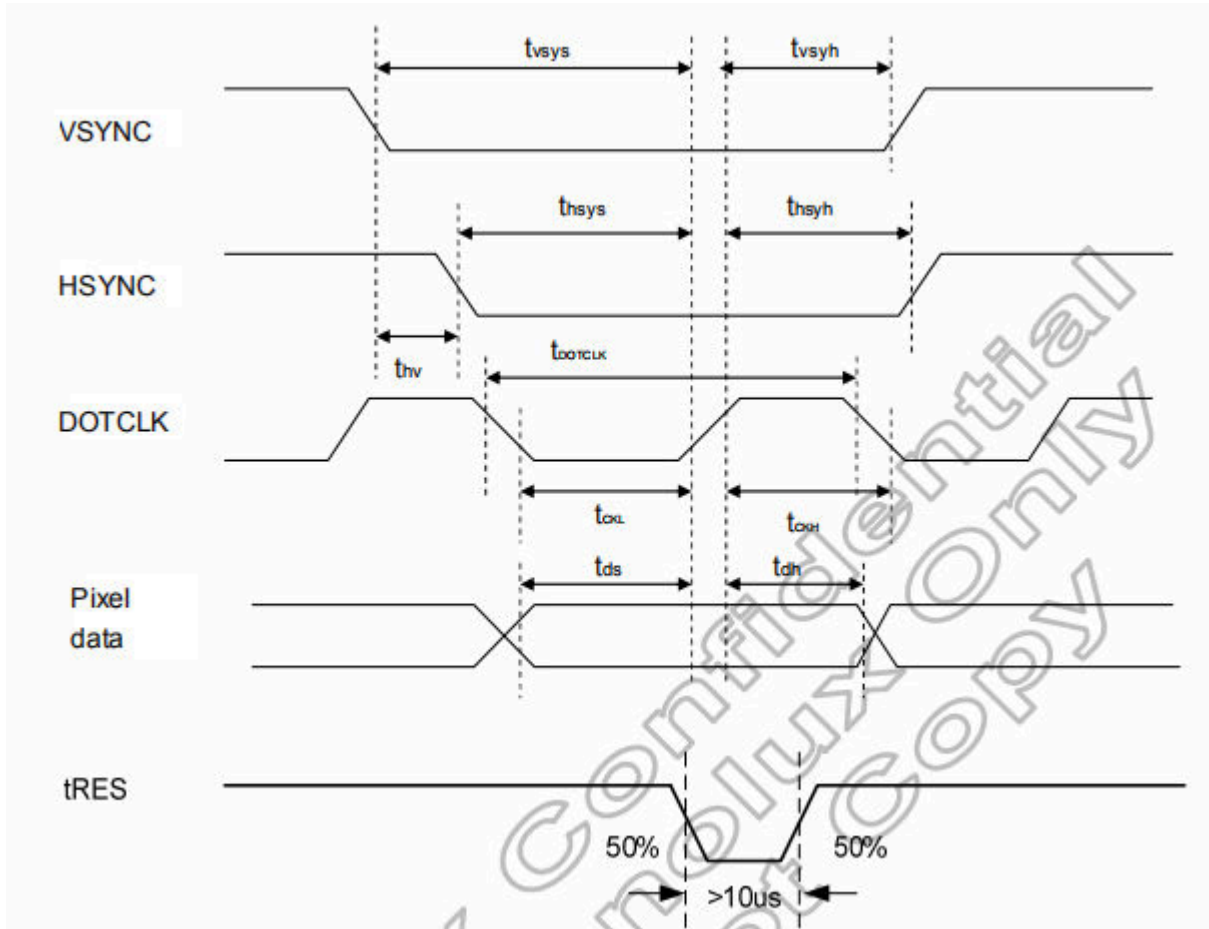 tvsys
tvsyh
VSYNC
thsys
thsyh
HSYNC
thv
tDOTCLK
DOTCLK
tCKL
tCKH
tds
tdh
Pixel
data
tRES
50%
50%
>10us
Confidential
nolux Only
Copy